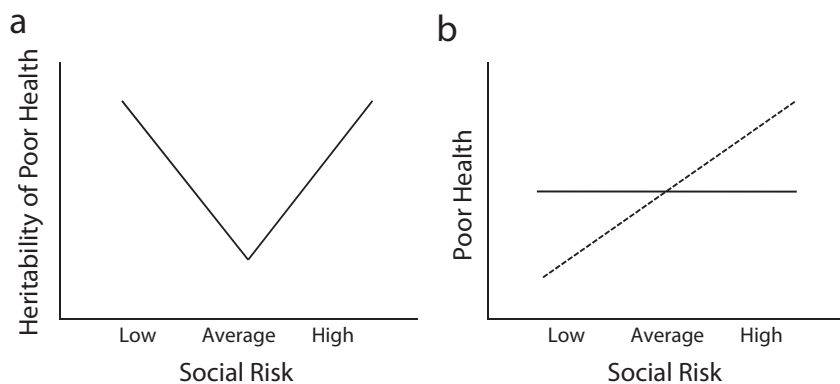 a
Heritability of Poor Health
Low Average High
Social Risk
b
Poor Health
Low Average High
Social Risk